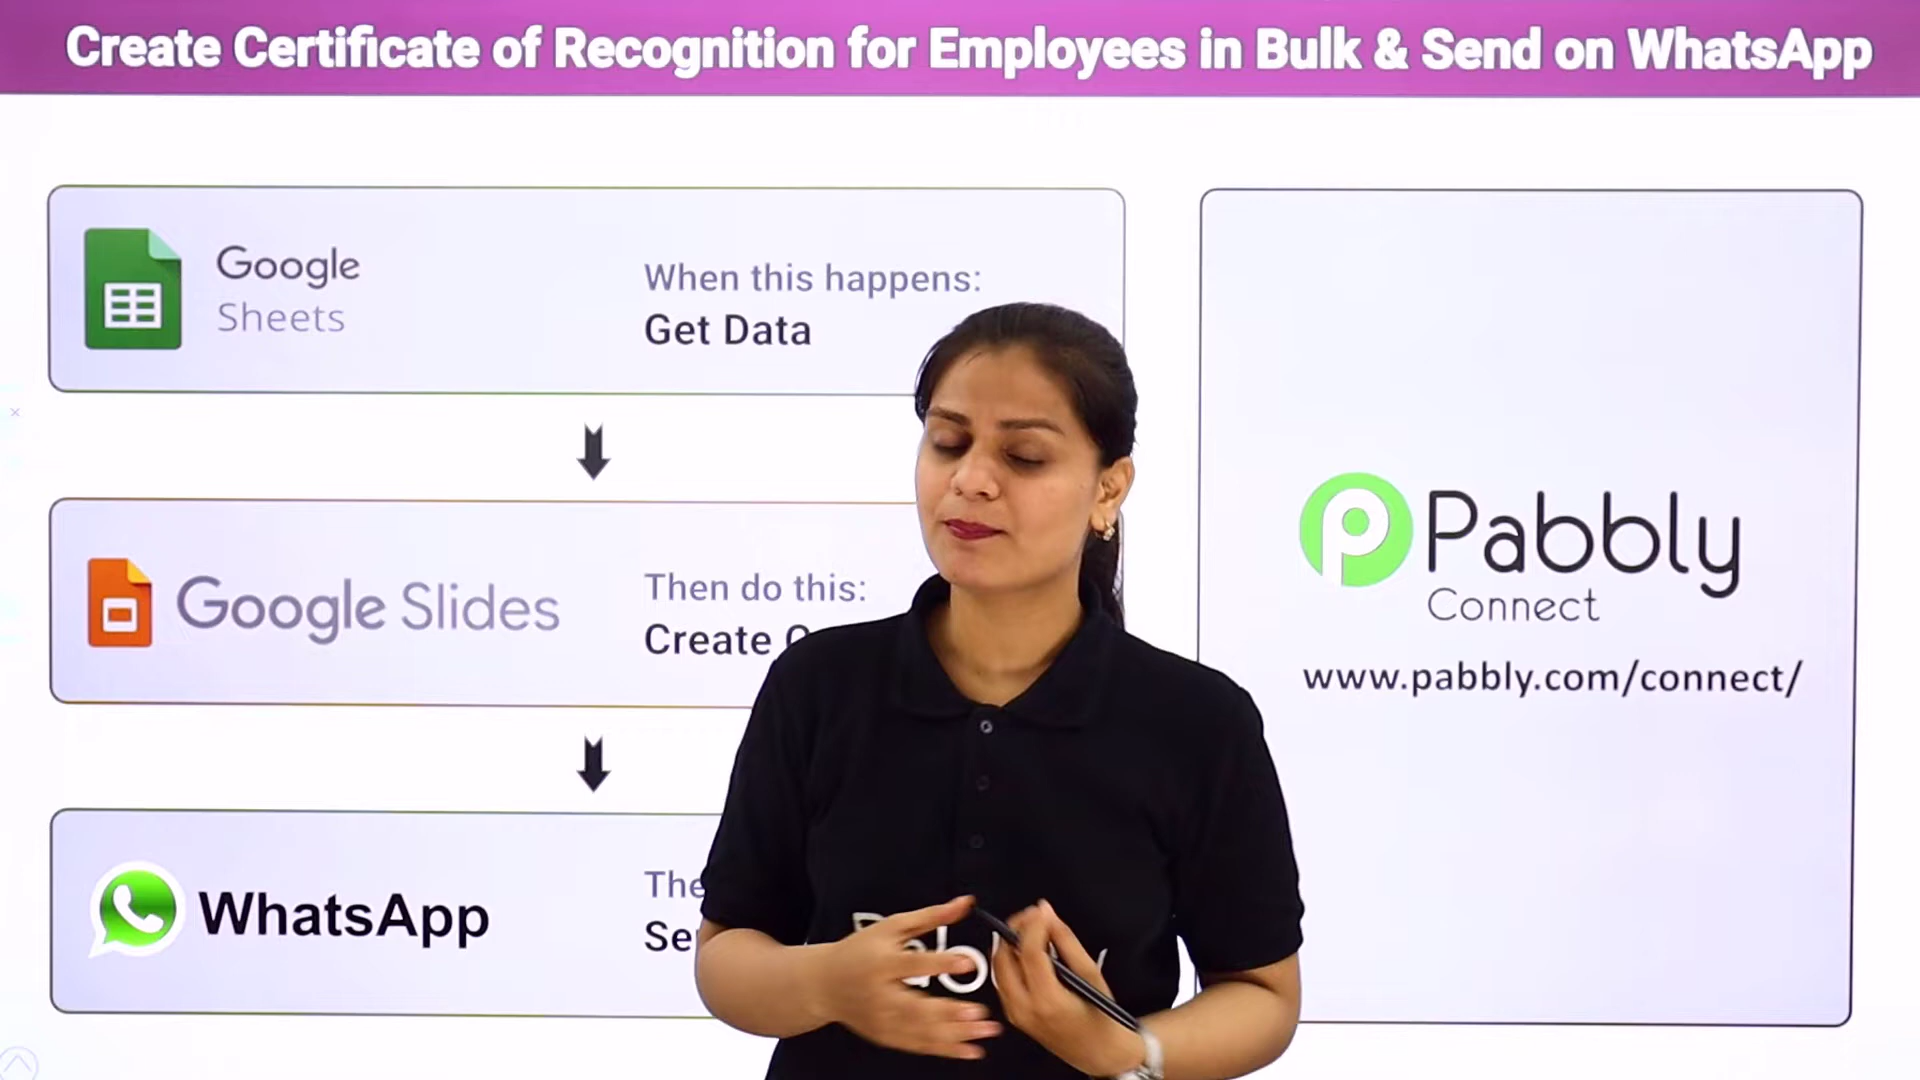 Create Certificate of Recognition for Employees in Bulk & Send on WhatsApp
Google
Sheets
When this happens:
Get Data
Google Slides
Then do this:
Create
WhatsApp
Pabbly
Connect
www.pabbly.com/connect/